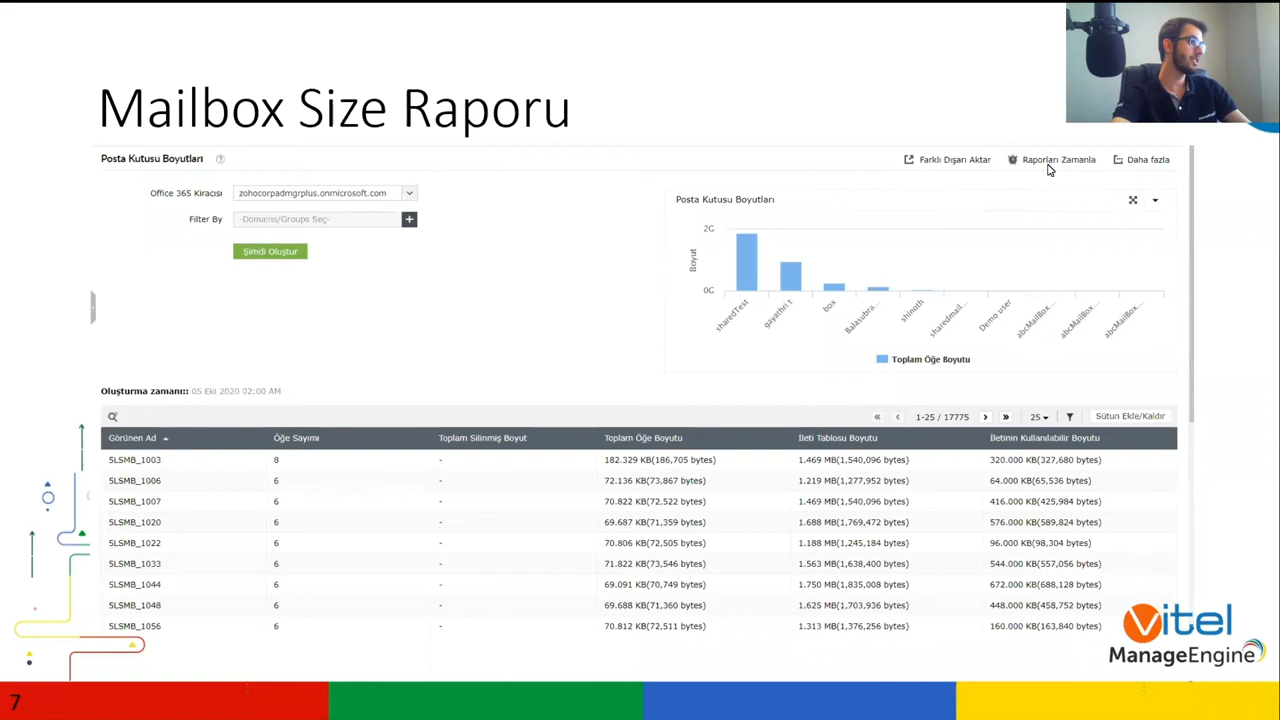 Mailbox Size Raporu
Posta Kutusu Boyutları ?
Farklı Dışarı Aktar Raporları Zamanla Daha fazla
Office 365 Kiracısı zohocorpadmgrplus.onmicrosoft.com
Filter By -Domains/Groups Seç- +
Şimdi Oluştur
Posta Kutusu Boyutları
2G
Boyut
0G
sharedTest gayathri t box Balasubra... shinoth sharedmail... Demo user abcMailBox... abcMailBox... abcMailBox...
Toplam Öğe Boyutu
Oluşturma zamanı:: 05 Eki 2020 02:00 AM
1-25 / 17775 25 Sütun Ekle/Kaldır
Görünen Ad Öğe Sayımı Toplam Silinmiş Boyut Toplam Öğe Boyutu İleti Tablosu Boyutu İletinin Kullanılabilir Boyutu
5LSMB_1003 8 - 182.329 KB(186,705 bytes) 1.469 MB(1,540,096 bytes) 320.000 KB(327,680 bytes)
5LSMB_1006 6 - 72.136 KB(73,867 bytes) 1.219 MB(1,277,952 bytes) 64.000 KB(65,536 bytes)
5LSMB_1007 6 - 70.822 KB(72,522 bytes) 1.469 MB(1,540,096 bytes) 416.000 KB(425,984 bytes)
5LSMB_1020 6 - 69.687 KB(71,359 bytes) 1.688 MB(1,769,472 bytes) 576.000 KB(589,824 bytes)
5LSMB_1022 6 - 70.806 KB(72,505 bytes) 1.188 MB(1,245,184 bytes) 96.000 KB(98,304 bytes)
5LSMB_1033 6 - 71.822 KB(73,546 bytes) 1.563 MB(1,638,400 bytes) 544.000 KB(557,056 bytes)
5LSMB_1044 6 - 69.091 KB(70,749 bytes) 1.750 MB(1,835,008 bytes) 672.000 KB(688,128 bytes)
5LSMB_1048 6 - 69.688 KB(71,360 bytes) 1.625 MB(1,703,936 bytes) 448.000 KB(458,752 bytes)
5LSMB_1056 6 - 70.812 KB(72,511 bytes) 1.313 MB(1,376,256 bytes) 160.000 KB(163,840 bytes)
vitel
ManageEngine
7